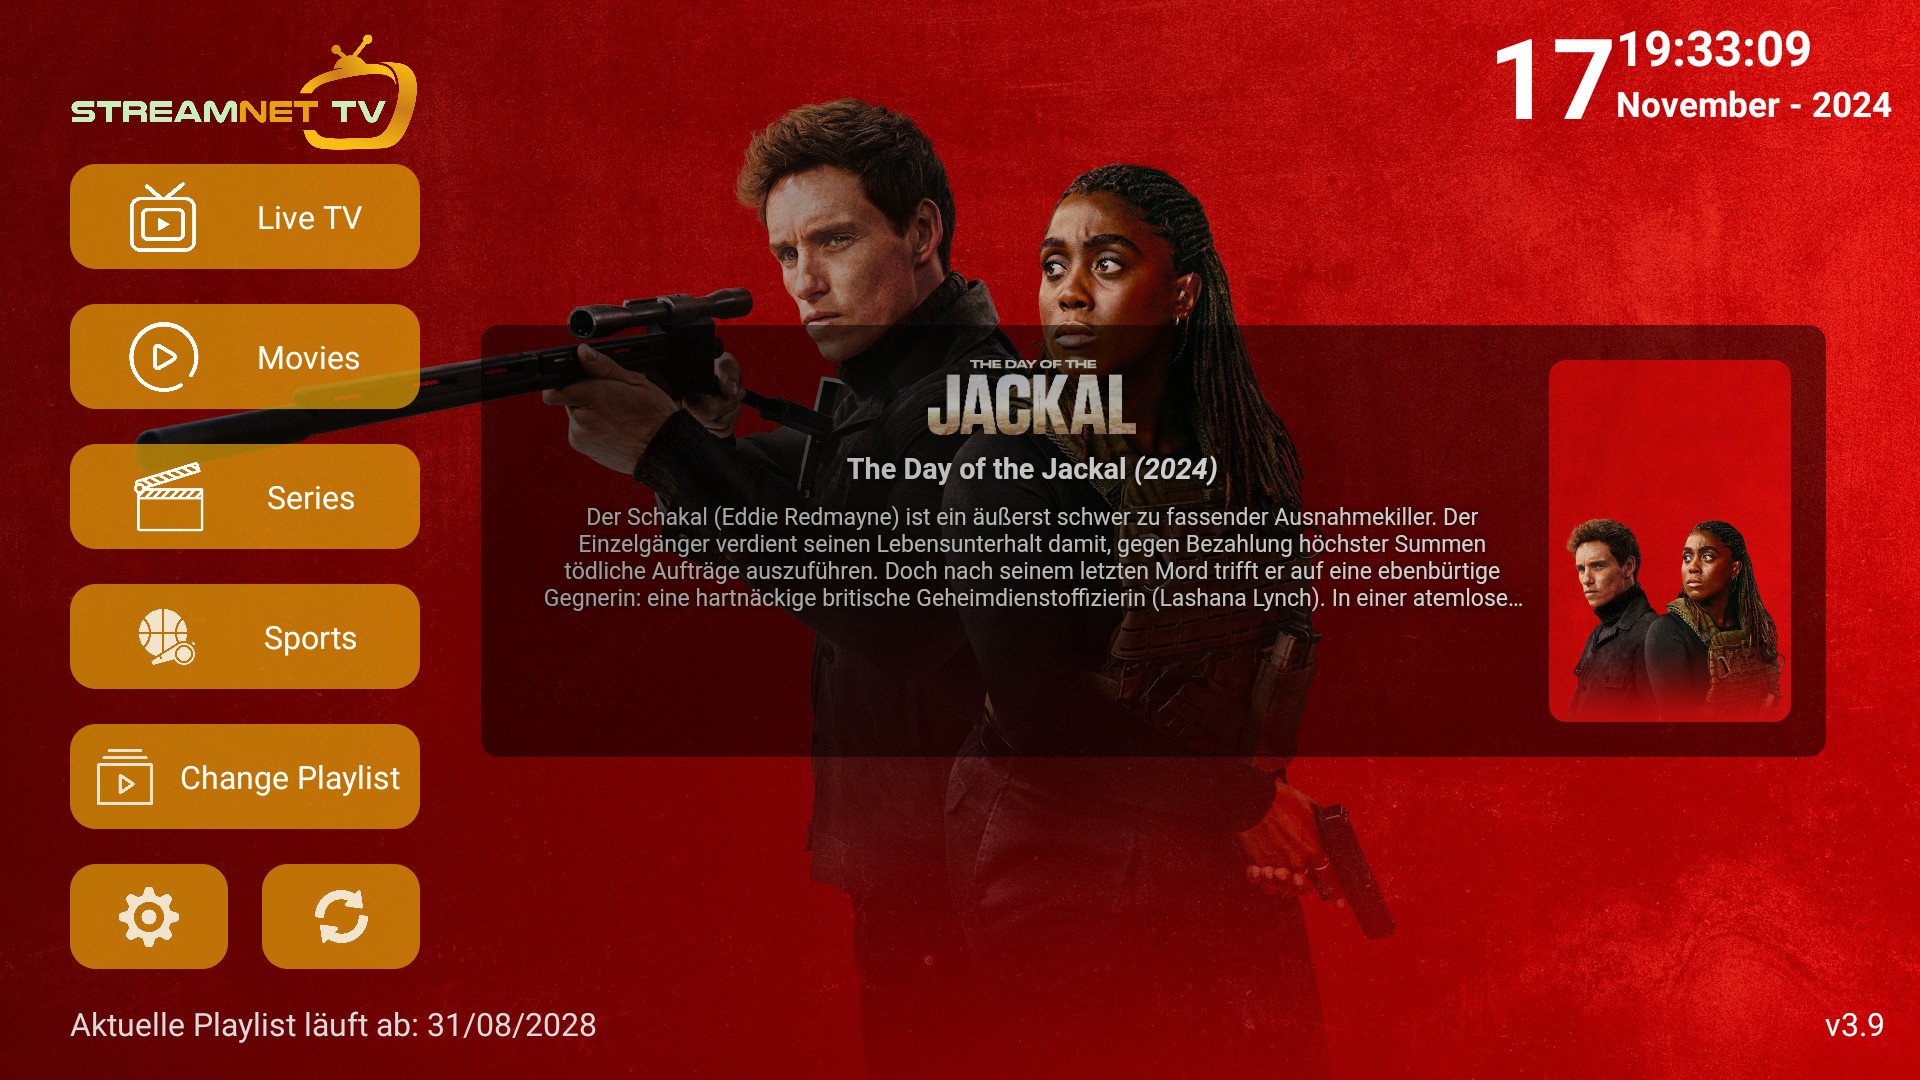 STREAMNET TV
17
19:33:09
November - 2024
Live TV
Movies
Series
Sports
Change Playlist
THE DAY OF THE
JACKAL
The Day of the Jackal (2024)
Der Schakal (Eddie Redmayne) ist ein äußerst schwer zu fassender Ausnahmekiller. Der
Einzelgänger verdient seinen Lebensunterhalt damit, gegen Bezahlung höchster Summen
tödliche Aufträge auszuführen. Doch nach seinem letzten Mord trifft er auf eine ebenbürtige
Gegnerin: eine hartnäckige britische Geheimdienstoffizierin (Lashana Lynch). In einer atemlose…
Aktuelle Playlist läuft ab: 31/08/2028
v3.9